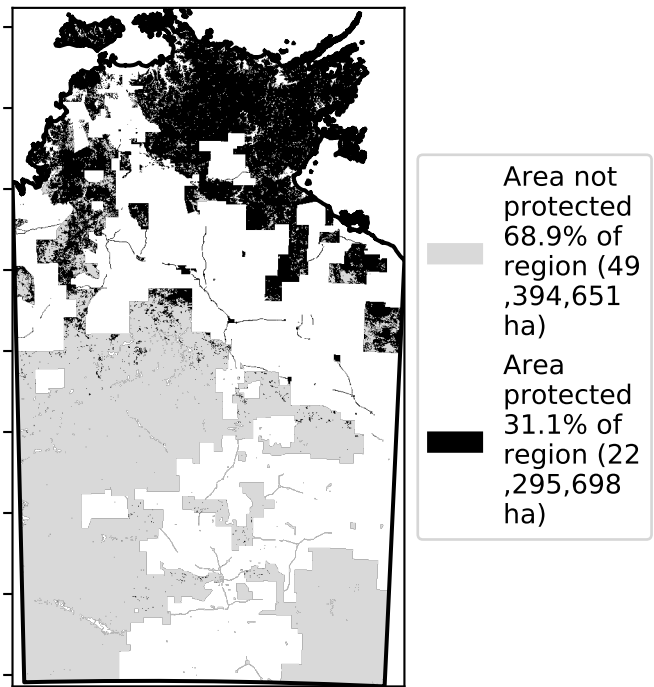 Area not
protected
68.9% of
region (49
,394,651
ha)
Area
protected
31.1% of
region (22
,295,698
ha)